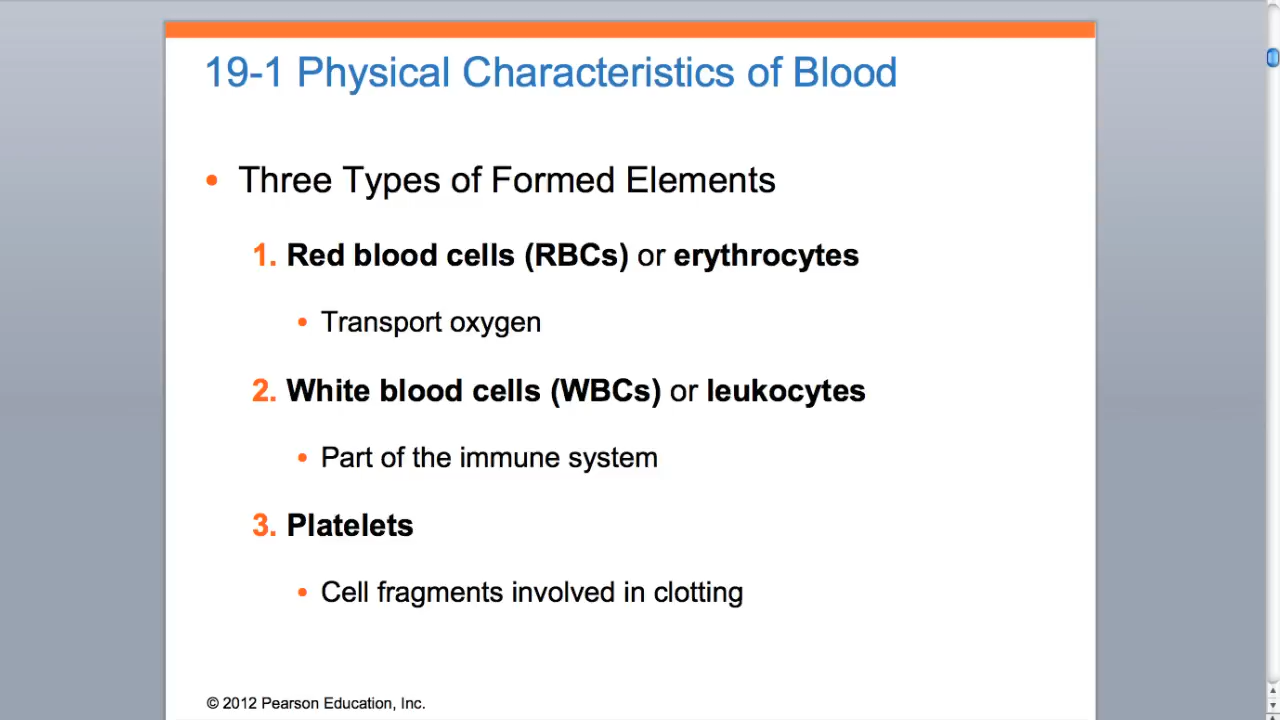 19-1 Physical Characteristics of Blood
• Three Types of Formed Elements
1. Red blood cells (RBCs) or erythrocytes
• Transport oxygen
2. White blood cells (WBCs) or leukocytes
• Part of the immune system
3. Platelets
• Cell fragments involved in clotting
© 2012 Pearson Education, Inc.